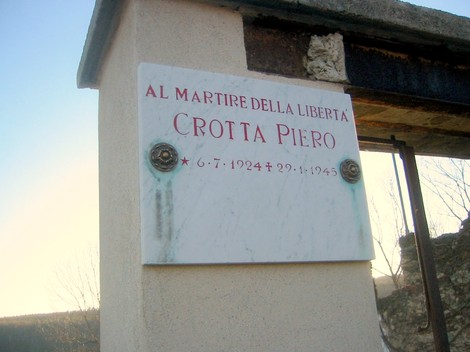 AL MARTIRE DELLA LIBERTA'
CROTTA PIERO
★ 6·7·1924 ✝ 29·1·1945